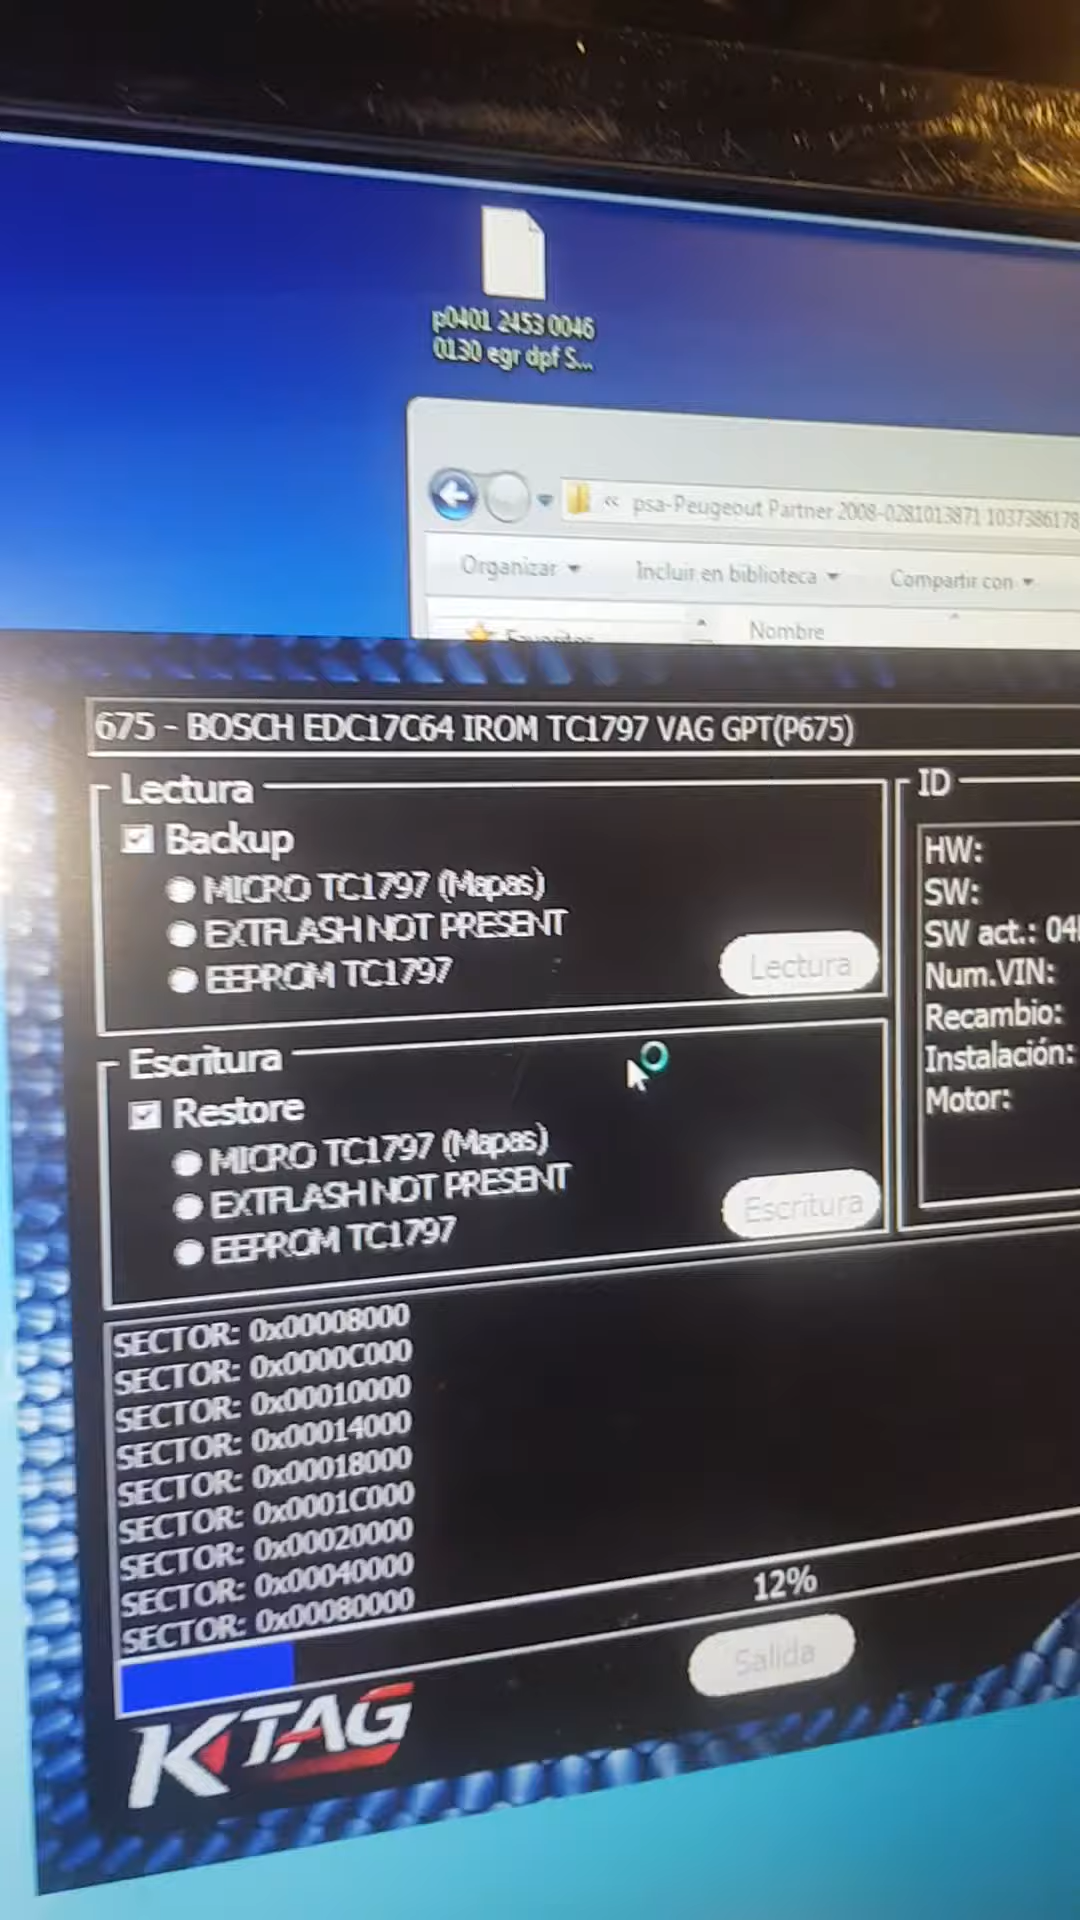 p0401 2453 0046
0130 egr dpf S...
« psa-Peugeout Partner 2008-0281013871 1037386178
Organizar
Incluir en biblioteca
Compartir con
Favoritos
Nombre
675 - BOSCH EDC17C64 IROM TC1797 VAG GPT(P675)
Lectura
Backup
MICRO TC1797 (Mapas)
EXTFLASH NOT PRESENT
EEPROM TC1797
Lectura
ID
HW:
SW:
SW act.: 04
Num.VIN:
Recambio:
Instalación:
Motor:
Escritura
Restore
MICRO TC1797 (Mapas)
EXTFLASH NOT PRESENT
EEPROM TC1797
Escritura
SECTOR: 0x00008000
SECTOR: 0x0000C000
SECTOR: 0x00010000
SECTOR: 0x00014000
SECTOR: 0x00018000
SECTOR: 0x0001C000
SECTOR: 0x00020000
SECTOR: 0x00040000
SECTOR: 0x00080000
12%
Salida
KTAG